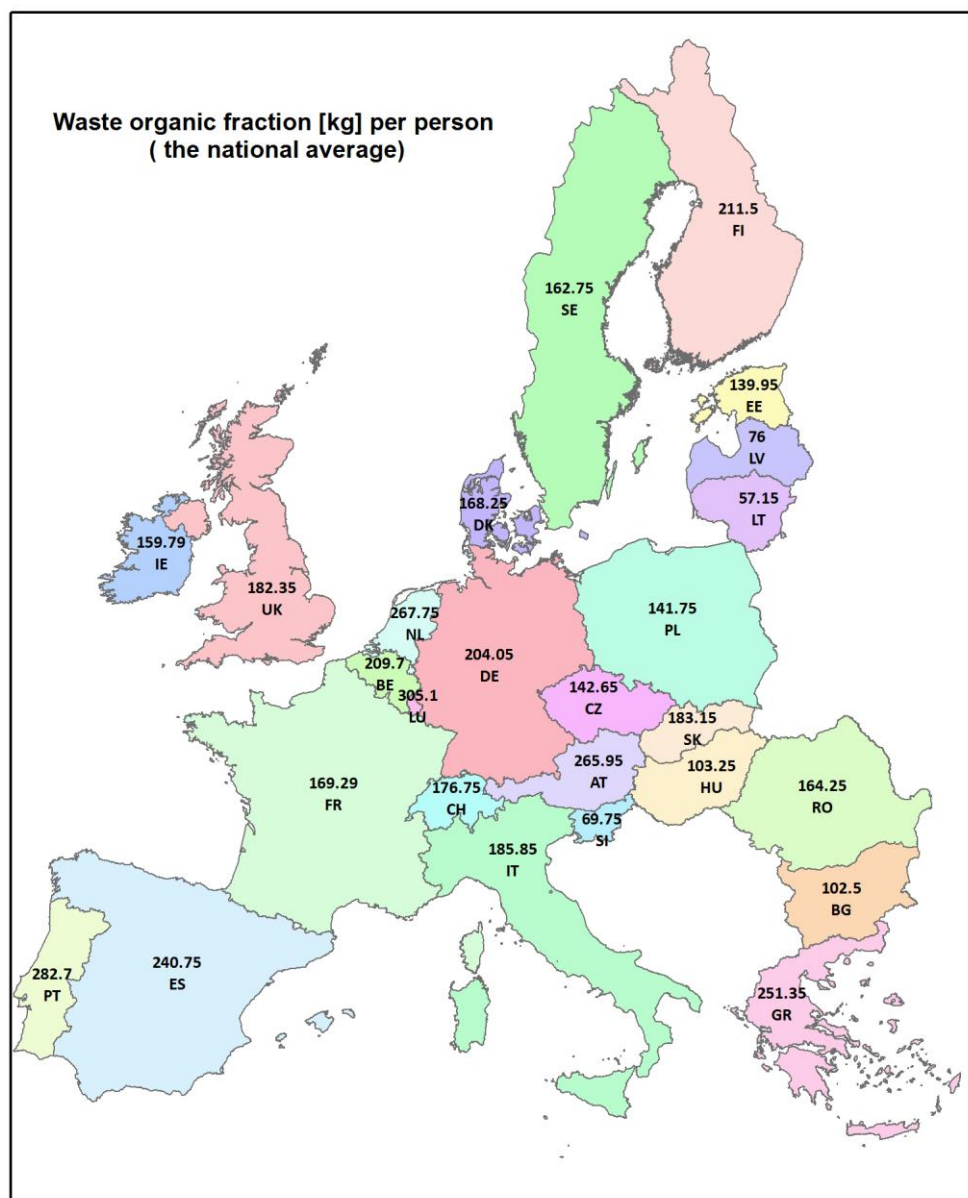 Waste organic fraction [kg] per person
( the national average)
211.5
FI
162.75
SE
139.95
EE
76
LV
57.15
LT
168.25
DK
159.79
IE
182.35
UK
267.75
NL
141.75
PL
209.7
BE
204.05
DE
305.1
LU
142.65
CZ
183.15
SK
265.95
AT
103.25
HU
169.29
FR
176.75
CH
164.25
RO
69.75
SI
185.85
IT
102.5
BG
282.7
PT
240.75
ES
251.35
GR